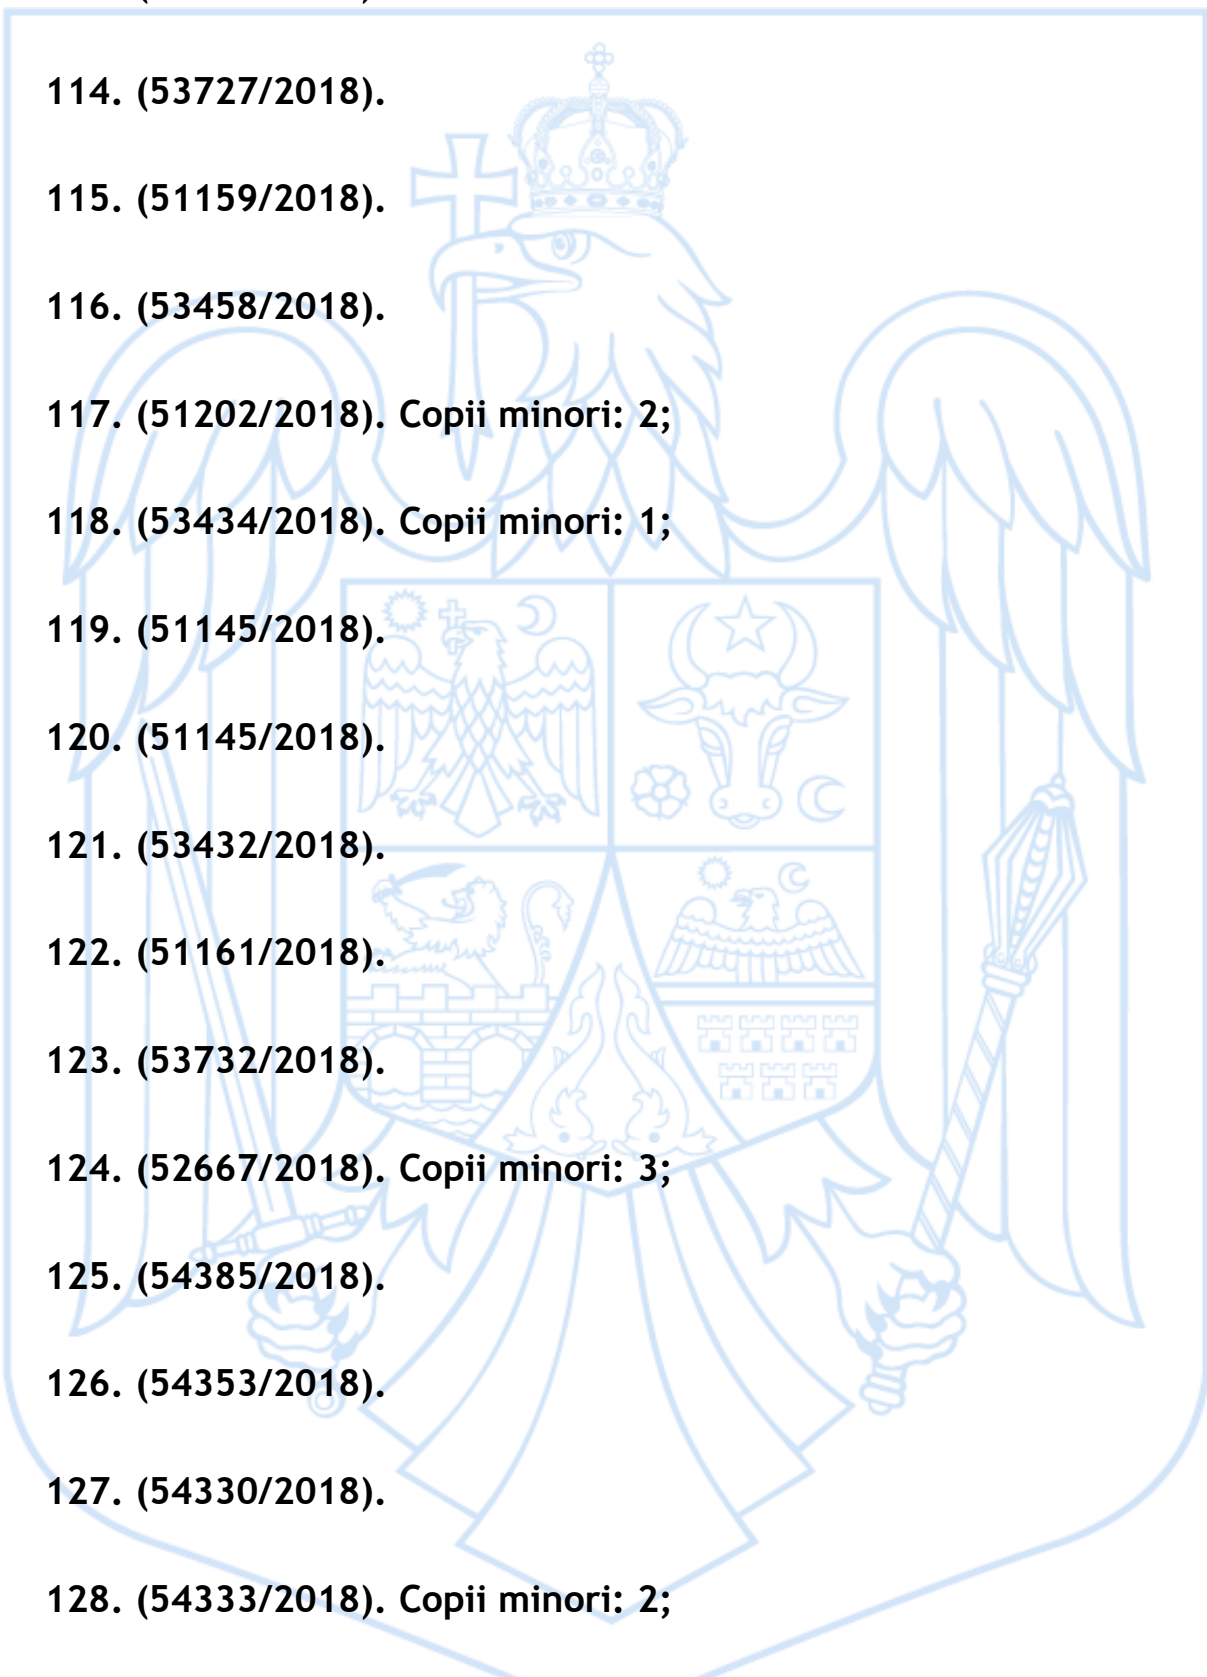 114. (53727/2018).
115. (51159/2018).
116. (53458/2018).
117. (51202/2018). Copii minori: 2;
118. (53434/2018). Copii minori: 1;
119. (51145/2018).
120. (51145/2018).
121. (53432/2018).
122. (51161/2018).
123. (53732/2018).
124. (52667/2018). Copii minori: 3;
125. (54385/2018).
126. (54353/2018).
127. (54330/2018).
128. (54333/2018). Copii minori: 2;